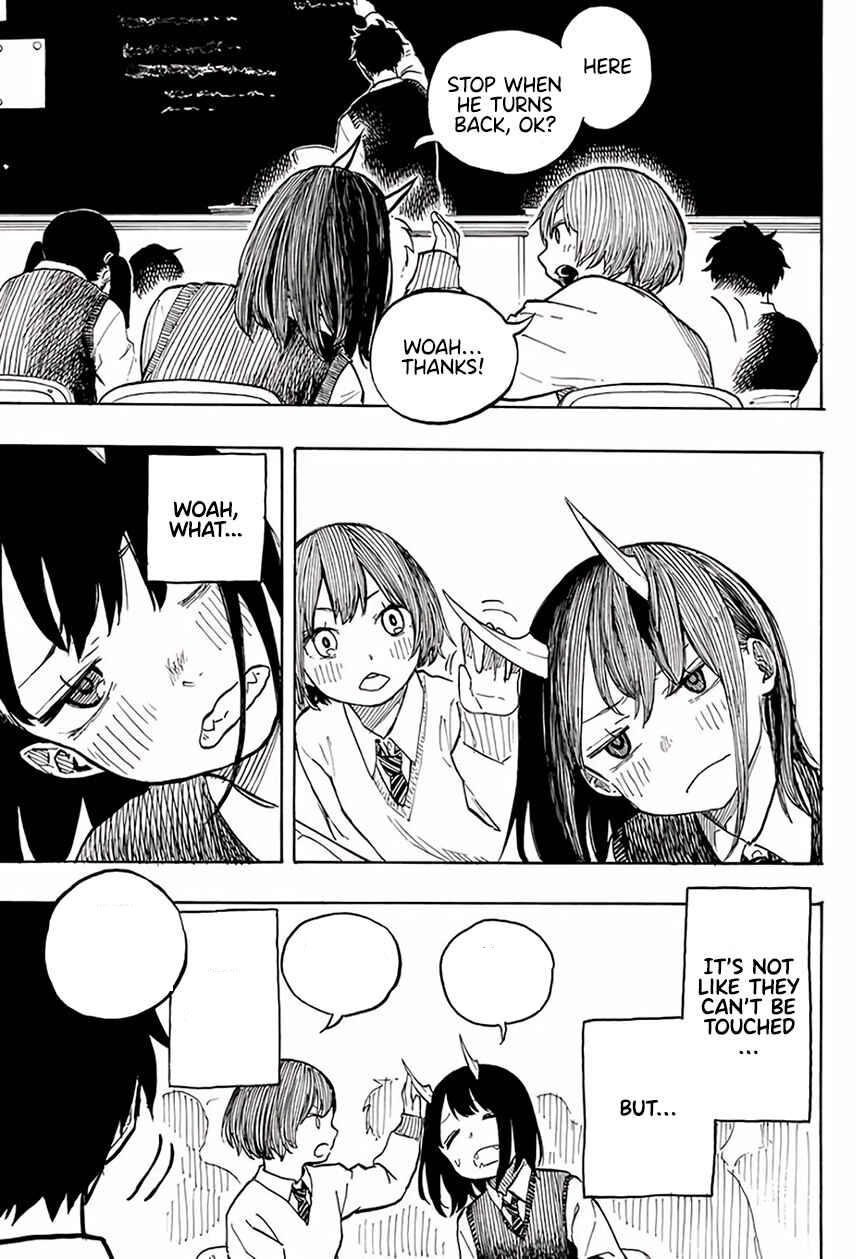 HERE
STOP WHEN
HE TURNS
BACK, OK?
WOAH...
THANKS!
WOAH,
WHAT...
IT'S NOT
LIKE THEY
CAN'T BE
TOUCHED
...
BUT...